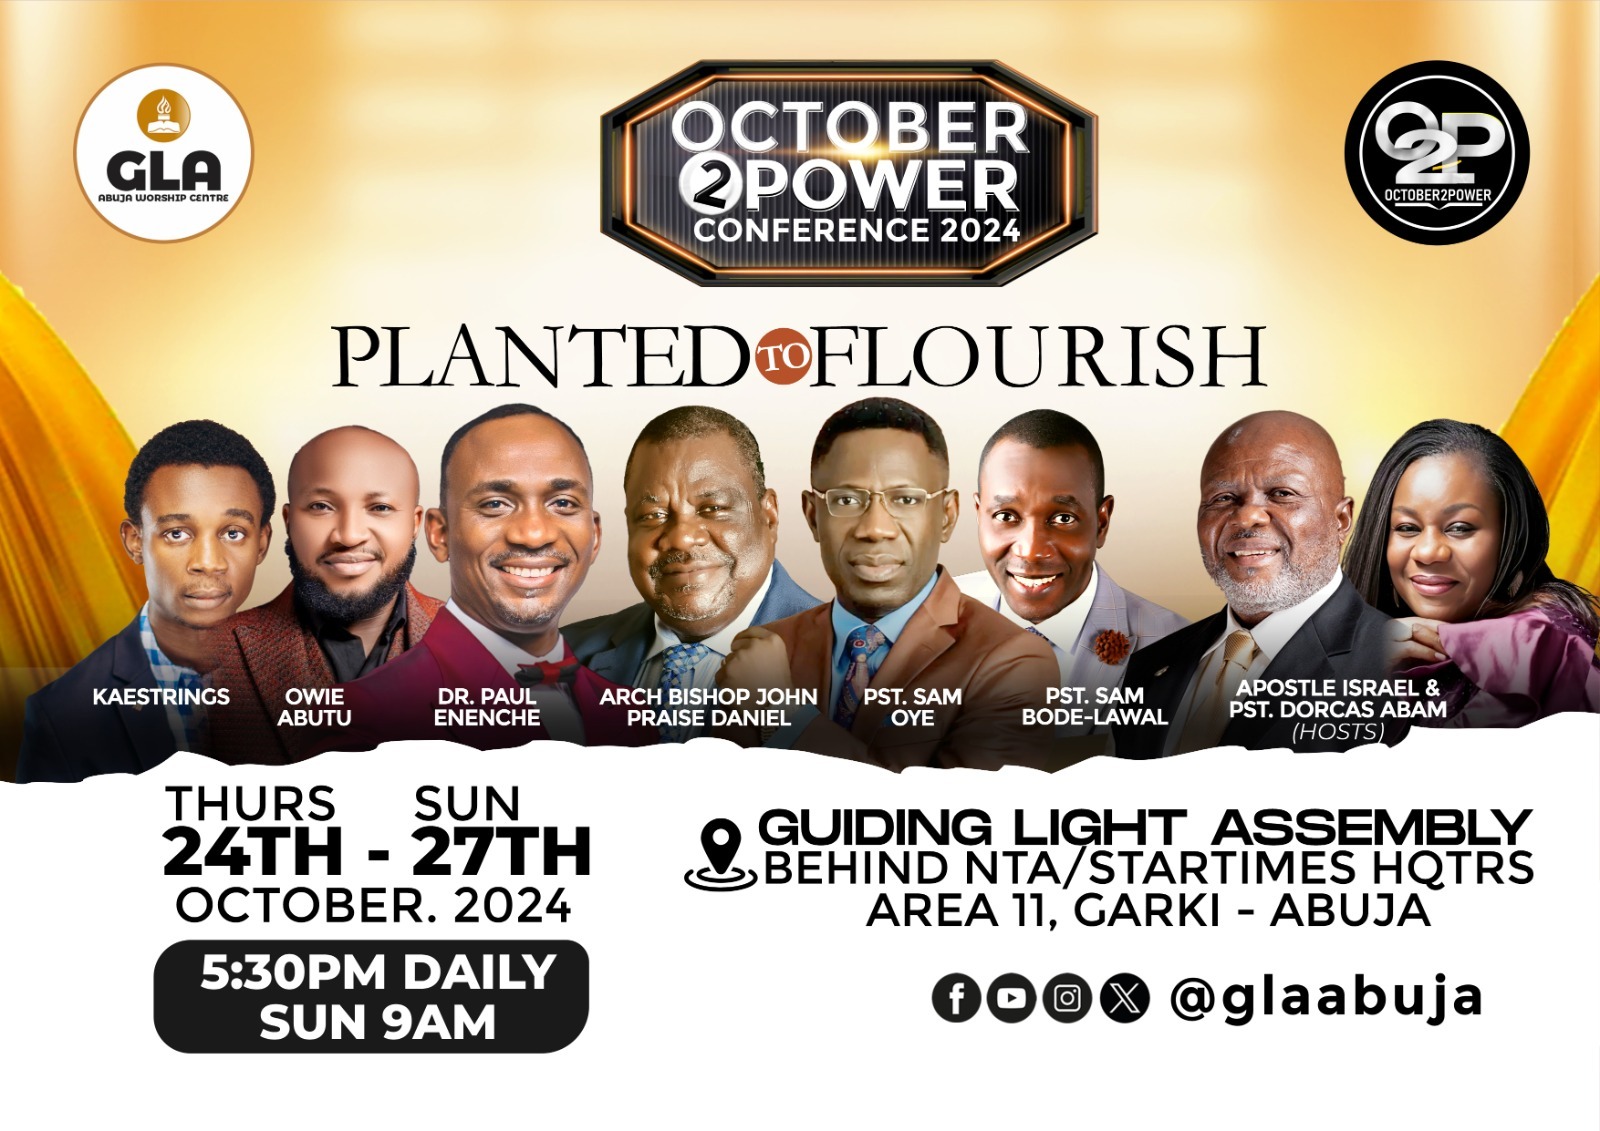 GLA
ABUJA WORSHIP CENTRE
OCTOBER
2POWER
CONFERENCE 2024
O2P
OCTOBER2POWER
PLANTED TO FLOURISH
KAESTRINGS
OWIE
ABUTU
DR. PAUL
ENENCHE
ARCH BISHOP JOHN
PRAISE DANIEL
PST. SAM
OYE
PST. SAM
BODE-LAWAL
APOSTLE ISRAEL &
PST. DORCAS ABAM
(HOSTS)
THURS SUN
24TH - 27TH
OCTOBER. 2024
5:30PM DAILY
SUN 9AM
GUIDING LIGHT ASSEMBLY
BEHIND NTA/STARTIMES HQTRS
AREA 11, GARKI - ABUJA
@glaabuja